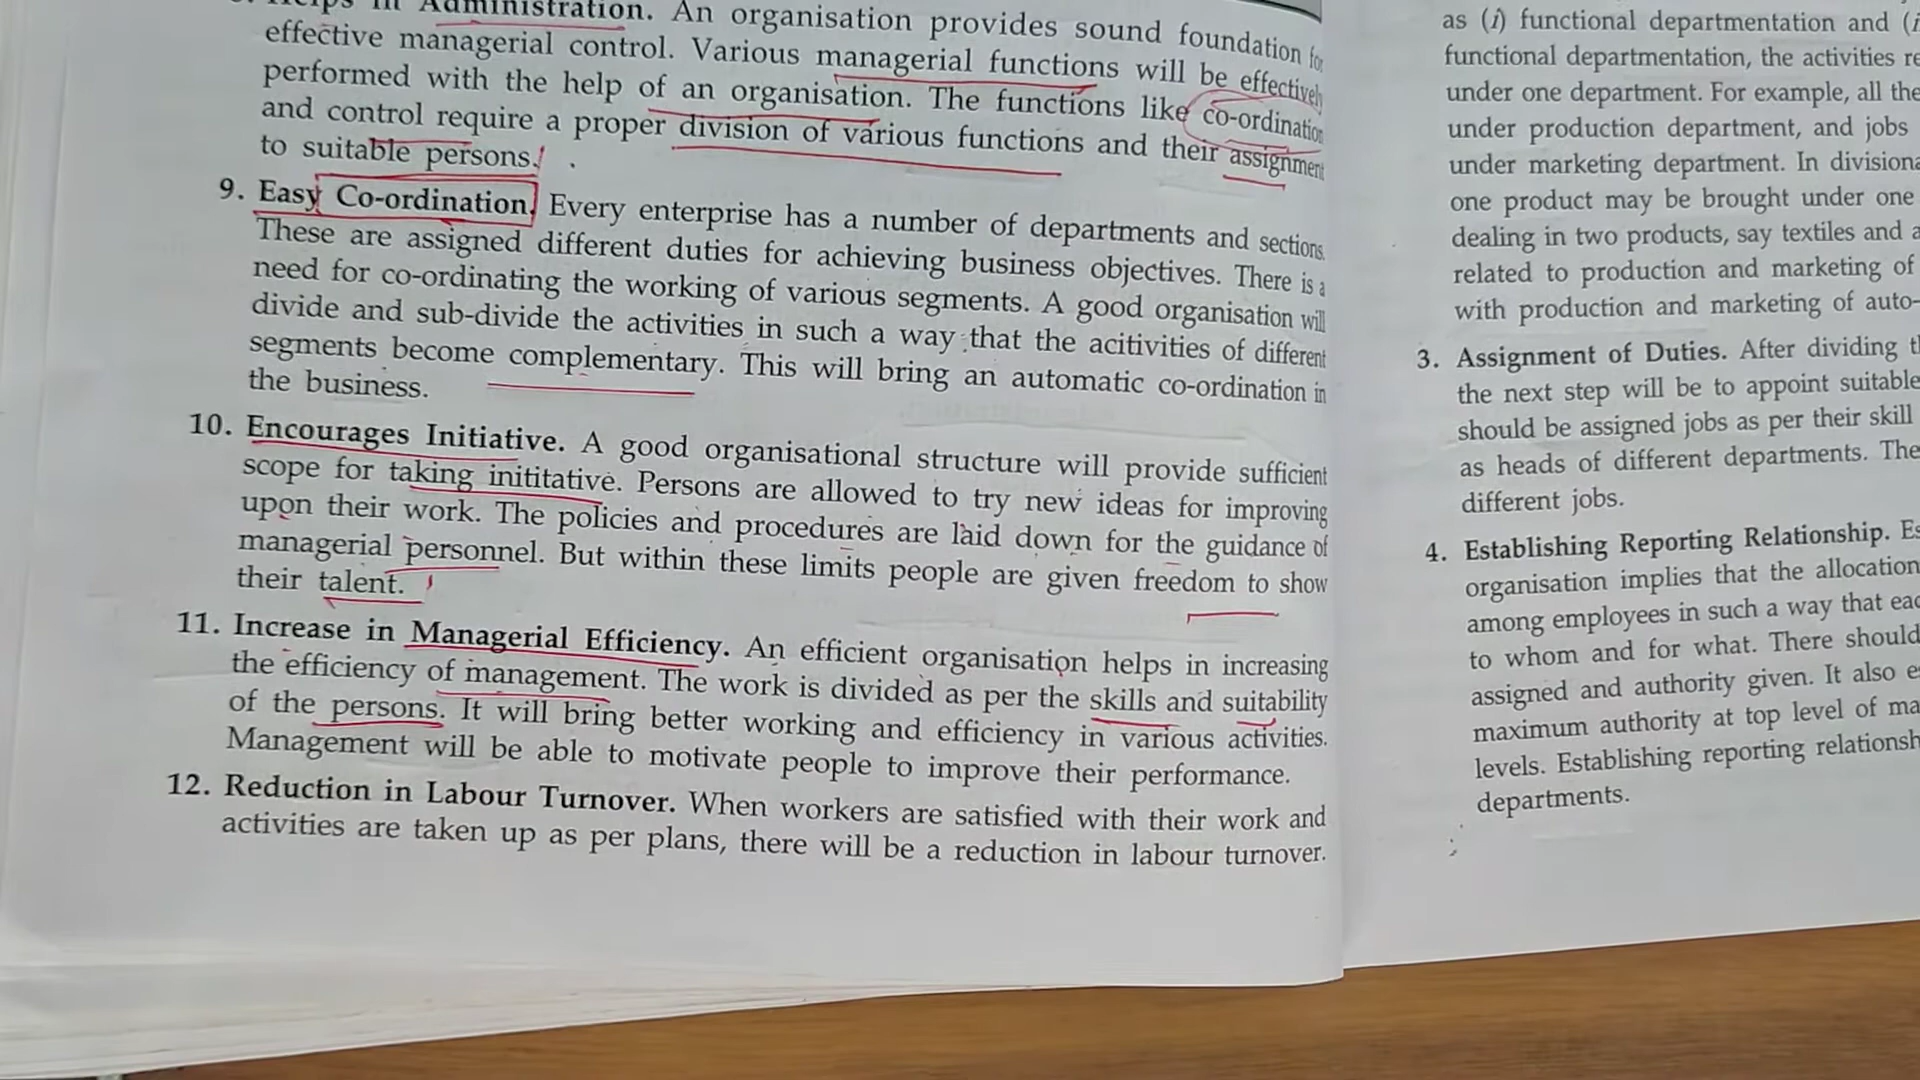 Helps in Administration. An organisation provides sound foundation for
effective managerial control. Various managerial functions will be effectively
performed with the help of an organisation. The functions like co-ordination
and control require a proper division of various functions and their assignment
to suitable persons.
9. Easy Co-ordination. Every enterprise has a number of departments and sections.
These are assigned different duties for achieving business objectives. There is a
need for co-ordinating the working of various segments. A good organisation will
divide and sub-divide the activities in such a way that the acitivities of different
segments become complementary. This will bring an automatic co-ordination in
the business.
10. Encourages Initiative. A good organisational structure will provide sufficient
scope for taking inititative. Persons are allowed to try new ideas for improving
upon their work. The policies and procedures are laid down for the guidance of
managerial personnel. But within these limits people are given freedom to show
their talent.
11. Increase in Managerial Efficiency. An efficient organisation helps in increasing
the efficiency of management. The work is divided as per the skills and suitability
of the persons. It will bring better working and efficiency in various activities.
Management will be able to motivate people to improve their performance.
12. Reduction in Labour Turnover. When workers are satisfied with their work and
activities are taken up as per plans, there will be a reduction in labour turnover.
as (i) functional departmentation and (i
functional departmentation, the activities re
under one department. For example, all the
under production department, and jobs
under marketing department. In divisiona
one product may be brought under one
dealing in two products, say textiles and a
related to production and marketing of
with production and marketing of auto-
3. Assignment of Duties. After dividing t
the next step will be to appoint suitable
should be assigned jobs as per their skill
as heads of different departments. The
different jobs.
4. Establishing Reporting Relationship. Es
organisation implies that the allocation
among employees in such a way that eac
to whom and for what. There should
assigned and authority given. It also e
maximum authority at top level of ma
levels. Establishing reporting relationsh
departments.